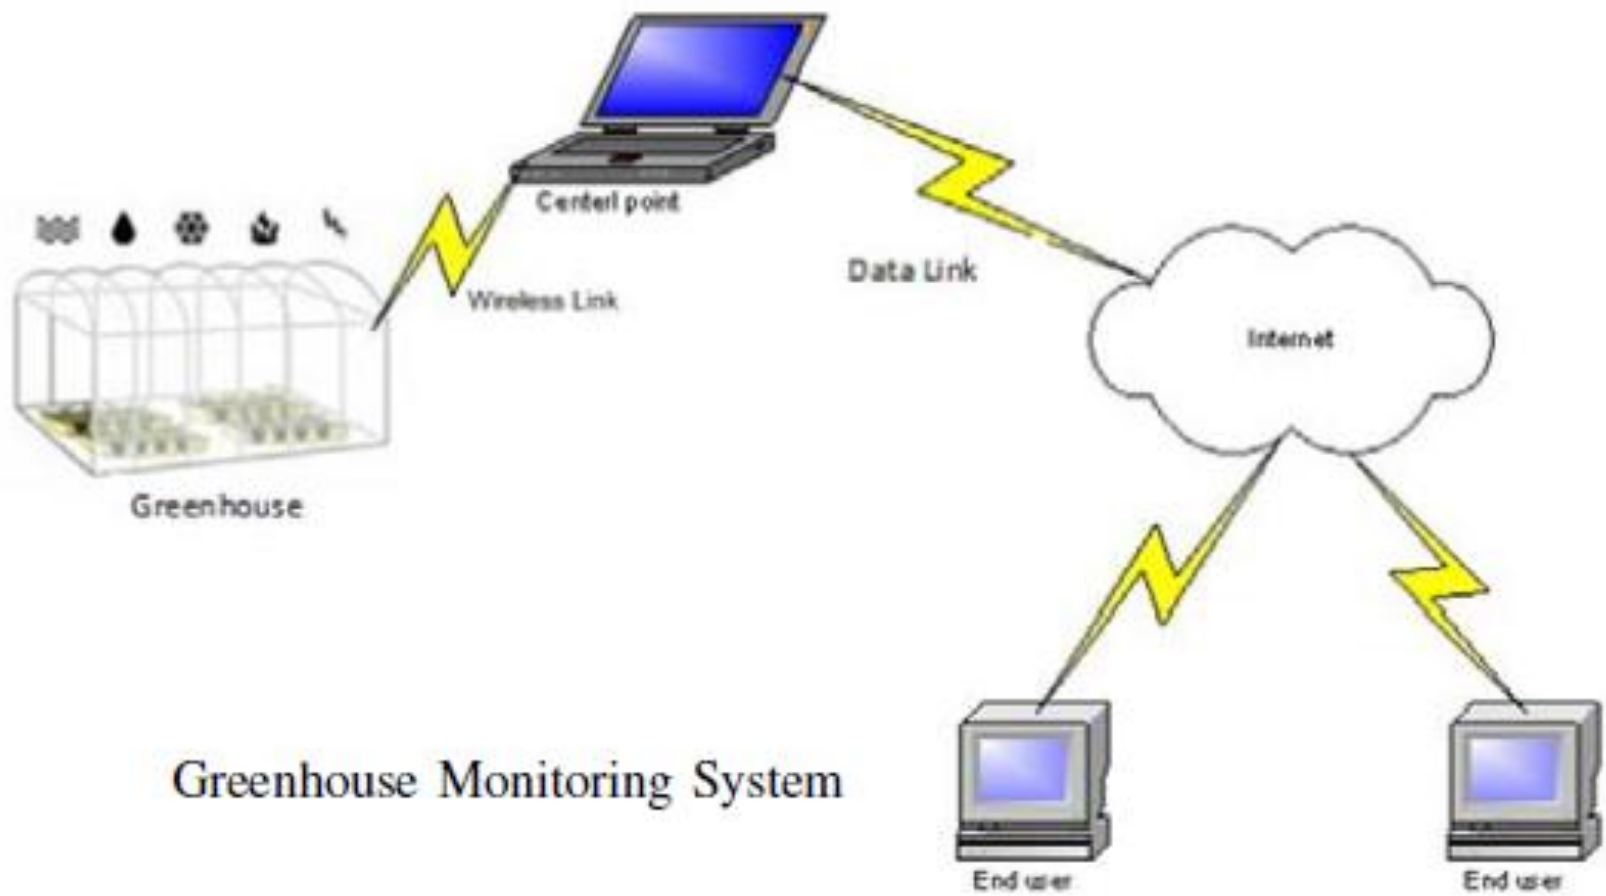 Centerl point
Wireless Link
Data Link
Internet
Greenhouse
Greenhouse Monitoring System
End user
End user